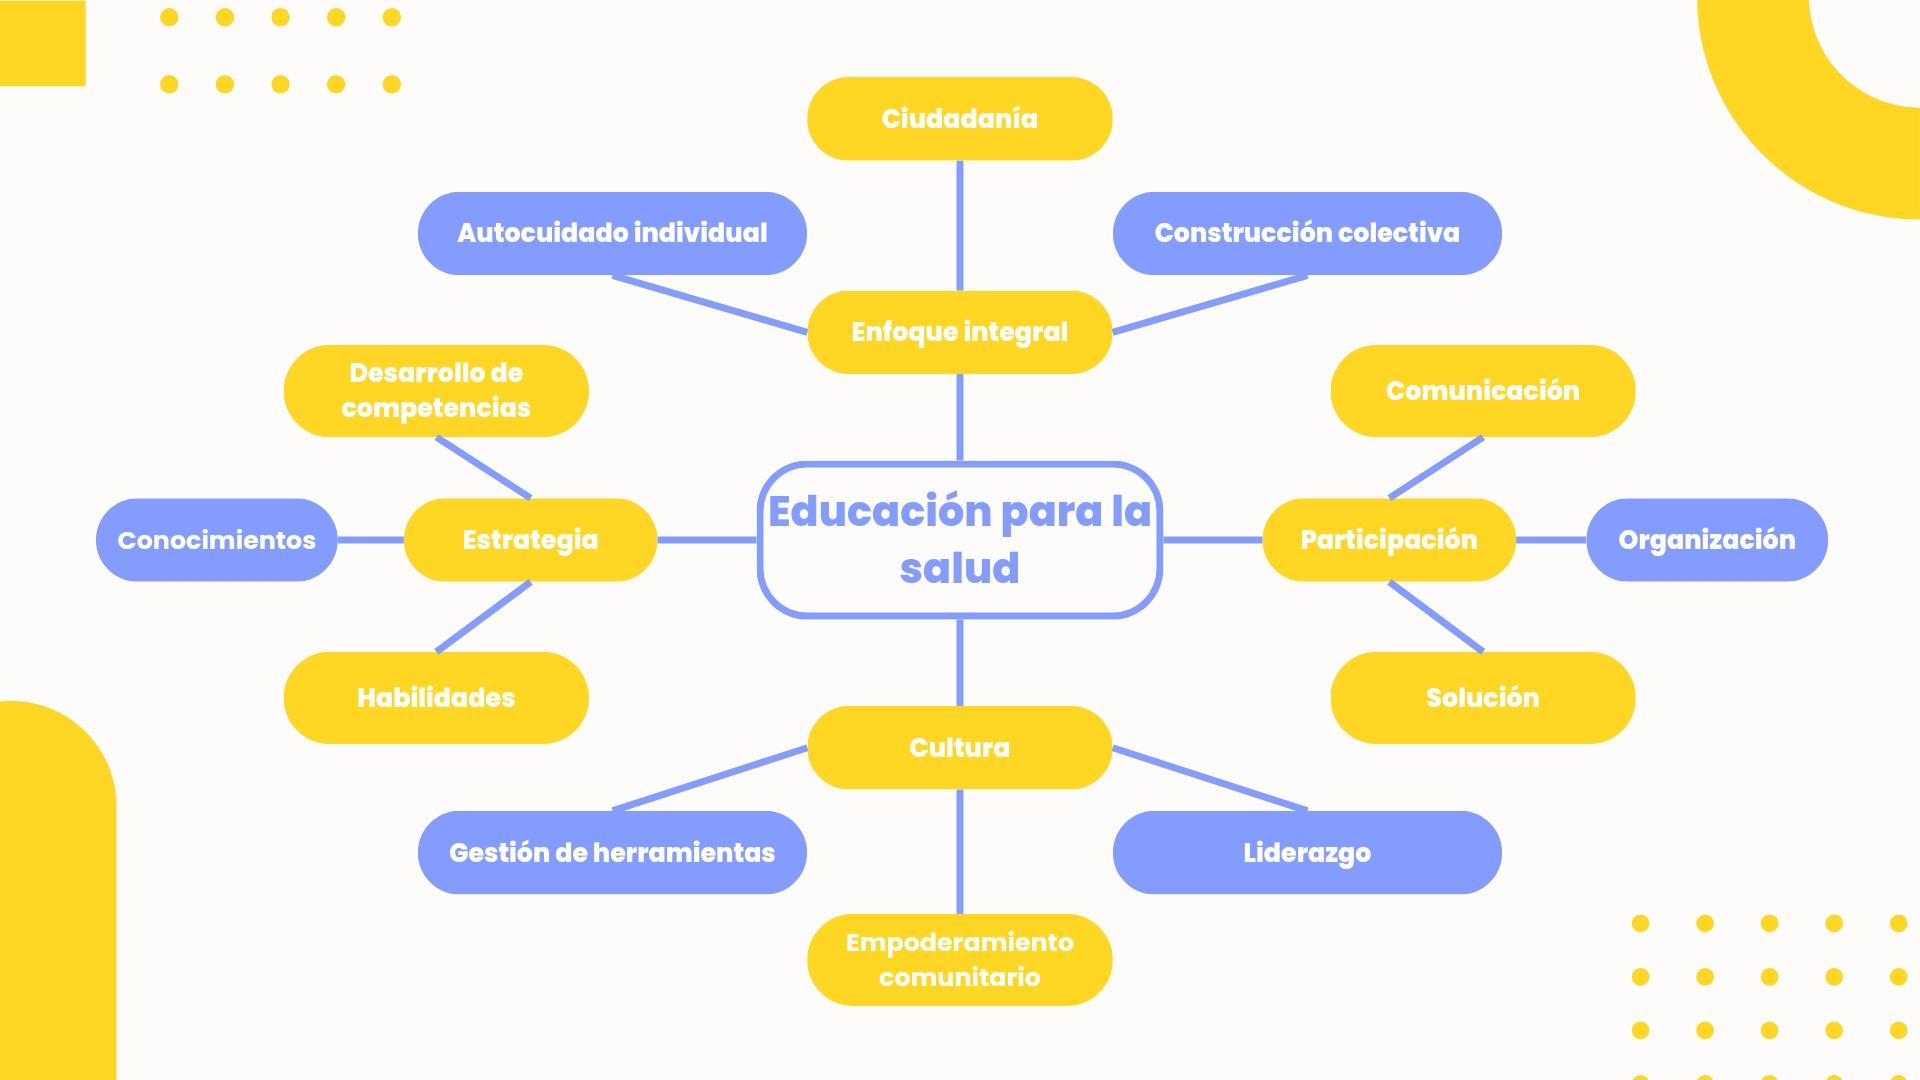 Ciudadanía
Autocuidado individual
Construcción colectiva
Enfoque integral
Desarrollo de
competencias
Comunicación
Educación para la
salud
Conocimientos
Estrategia
Participación
Organización
Habilidades
Solución
Cultura
Gestión de herramientas
Liderazgo
Empoderamiento
comunitario